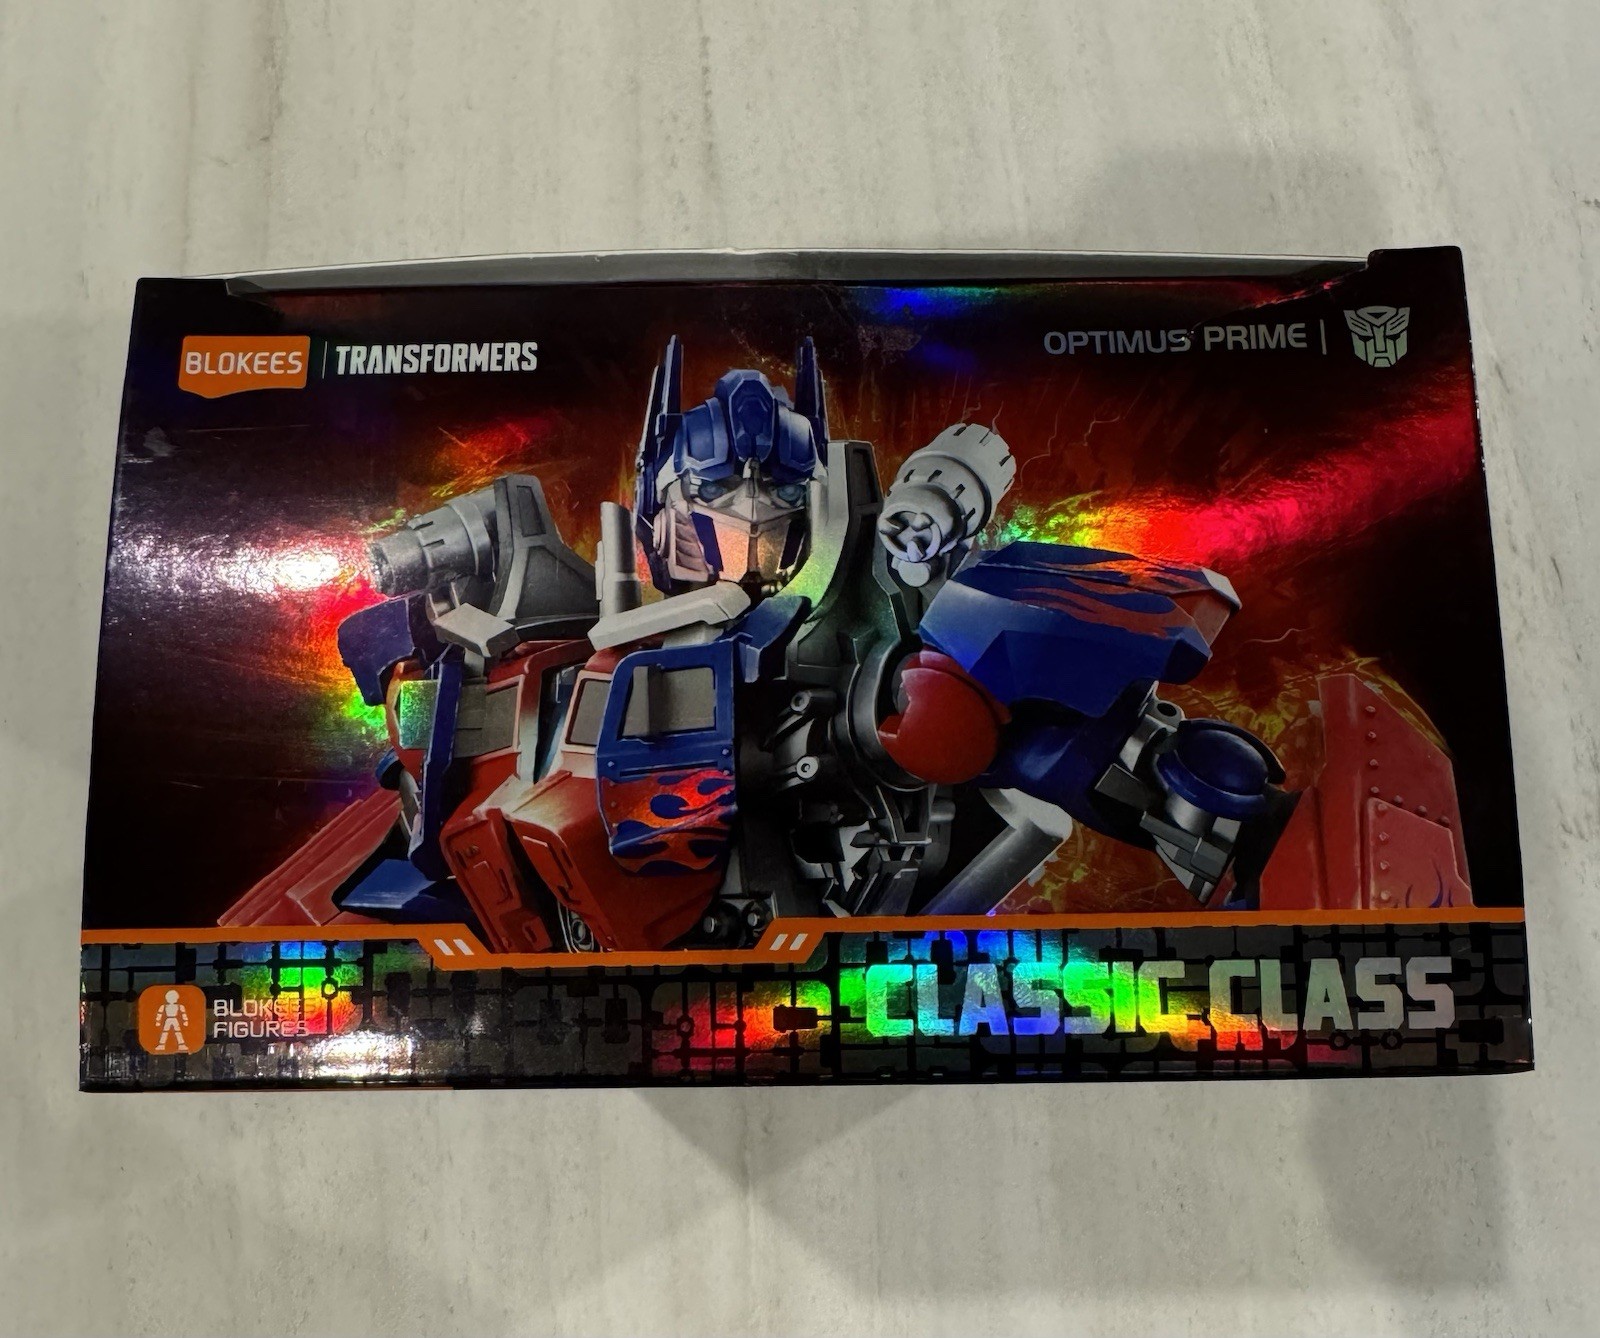 BLOKEES | TRANSFORMERS
OPTIMUS PRIME |
BLOKEES
FIGURES
CLASSIC CLASS